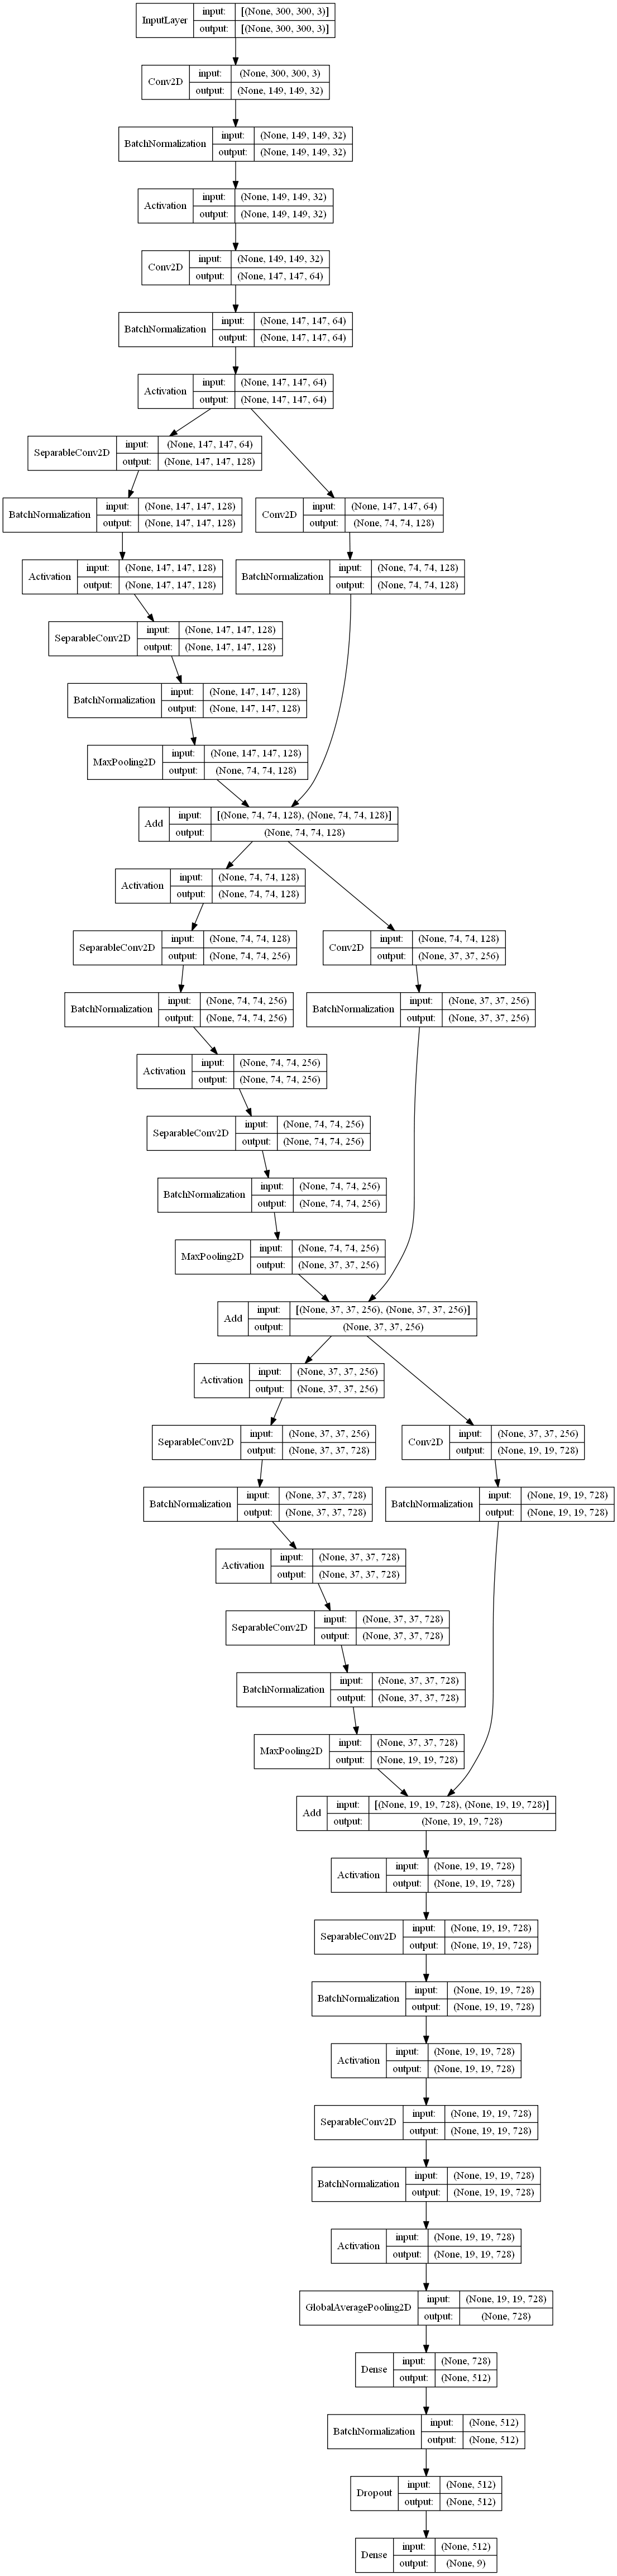 InputLayer
input: [(None, 300, 300, 3)]
output: [(None, 300, 300, 3)]
Conv2D
input: (None, 300, 300, 3)
output: (None, 149, 149, 32)
BatchNormalization
input: (None, 149, 149, 32)
output: (None, 149, 149, 32)
Activation
input: (None, 149, 149, 32)
output: (None, 149, 149, 32)
Conv2D
input: (None, 149, 149, 32)
output: (None, 147, 147, 64)
BatchNormalization
input: (None, 147, 147, 64)
output: (None, 147, 147, 64)
Activation
input: (None, 147, 147, 64)
output: (None, 147, 147, 64)
SeparableConv2D
input: (None, 147, 147, 64)
output: (None, 147, 147, 128)
BatchNormalization
input: (None, 147, 147, 128)
output: (None, 147, 147, 128)
Conv2D
input: (None, 147, 147, 64)
output: (None, 74, 74, 128)
Activation
input: (None, 147, 147, 128)
output: (None, 147, 147, 128)
BatchNormalization
input: (None, 74, 74, 128)
output: (None, 74, 74, 128)
SeparableConv2D
input: (None, 147, 147, 128)
output: (None, 147, 147, 128)
BatchNormalization
input: (None, 147, 147, 128)
output: (None, 147, 147, 128)
MaxPooling2D
input: (None, 147, 147, 128)
output: (None, 74, 74, 128)
Add
input: [(None, 74, 74, 128), (None, 74, 74, 128)]
output: (None, 74, 74, 128)
Activation
input: (None, 74, 74, 128)
output: (None, 74, 74, 128)
SeparableConv2D
input: (None, 74, 74, 128)
output: (None, 74, 74, 256)
Conv2D
input: (None, 74, 74, 128)
output: (None, 37, 37, 256)
BatchNormalization
input: (None, 74, 74, 256)
output: (None, 74, 74, 256)
BatchNormalization
input: (None, 37, 37, 256)
output: (None, 37, 37, 256)
Activation
input: (None, 74, 74, 256)
output: (None, 74, 74, 256)
SeparableConv2D
input: (None, 74, 74, 256)
output: (None, 74, 74, 256)
BatchNormalization
input: (None, 74, 74, 256)
output: (None, 74, 74, 256)
MaxPooling2D
input: (None, 74, 74, 256)
output: (None, 37, 37, 256)
Add
input: [(None, 37, 37, 256), (None, 37, 37, 256)]
output: (None, 37, 37, 256)
Activation
input: (None, 37, 37, 256)
output: (None, 37, 37, 256)
SeparableConv2D
input: (None, 37, 37, 256)
output: (None, 37, 37, 728)
Conv2D
input: (None, 37, 37, 256)
output: (None, 19, 19, 728)
BatchNormalization
input: (None, 37, 37, 728)
output: (None, 37, 37, 728)
BatchNormalization
input: (None, 19, 19, 728)
output: (None, 19, 19, 728)
Activation
input: (None, 37, 37, 728)
output: (None, 37, 37, 728)
SeparableConv2D
input: (None, 37, 37, 728)
output: (None, 37, 37, 728)
BatchNormalization
input: (None, 37, 37, 728)
output: (None, 37, 37, 728)
MaxPooling2D
input: (None, 37, 37, 728)
output: (None, 19, 19, 728)
Add
input: [(None, 19, 19, 728), (None, 19, 19, 728)]
output: (None, 19, 19, 728)
Activation
input: (None, 19, 19, 728)
output: (None, 19, 19, 728)
SeparableConv2D
input: (None, 19, 19, 728)
output: (None, 19, 19, 728)
BatchNormalization
input: (None, 19, 19, 728)
output: (None, 19, 19, 728)
Activation
input: (None, 19, 19, 728)
output: (None, 19, 19, 728)
SeparableConv2D
input: (None, 19, 19, 728)
output: (None, 19, 19, 728)
BatchNormalization
input: (None, 19, 19, 728)
output: (None, 19, 19, 728)
Activation
input: (None, 19, 19, 728)
output: (None, 19, 19, 728)
GlobalAveragePooling2D
input: (None, 19, 19, 728)
output: (None, 728)
Dense
input: (None, 728)
output: (None, 512)
BatchNormalization
input: (None, 512)
output: (None, 512)
Dropout
input: (None, 512)
output: (None, 512)
Dense
input: (None, 512)
output: (None, 9)